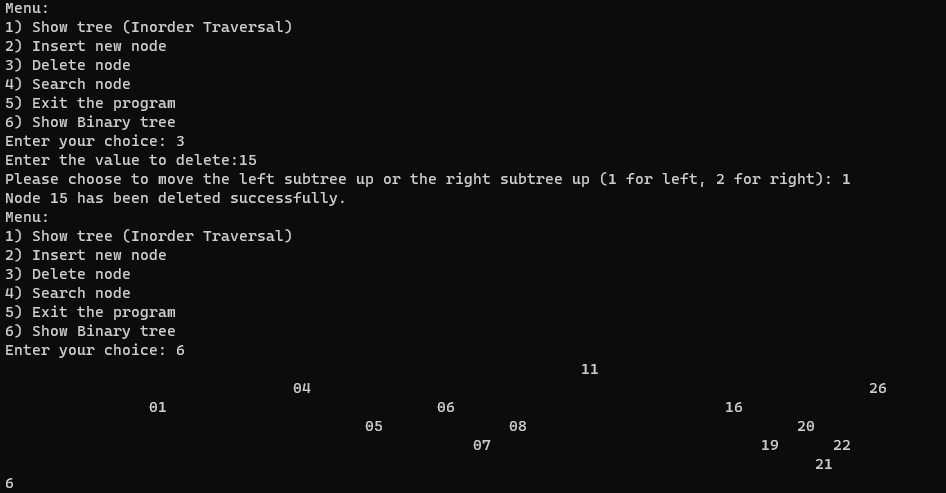 Menu:
1) Show tree (Inorder Traversal)
2) Insert new node
3) Delete node
4) Search node
5) Exit the program
6) Show Binary tree
Enter your choice: 3
Enter the value to delete:15
Please choose to move the left subtree up or the right subtree up (1 for left, 2 for right): 1
Node 15 has been deleted successfully.
Menu:
1) Show tree (Inorder Traversal)
2) Insert new node
3) Delete node
4) Search node
5) Exit the program
6) Show Binary tree
Enter your choice: 6
11
04 26
01 06 16
05 08 20
07 19 22
21
6